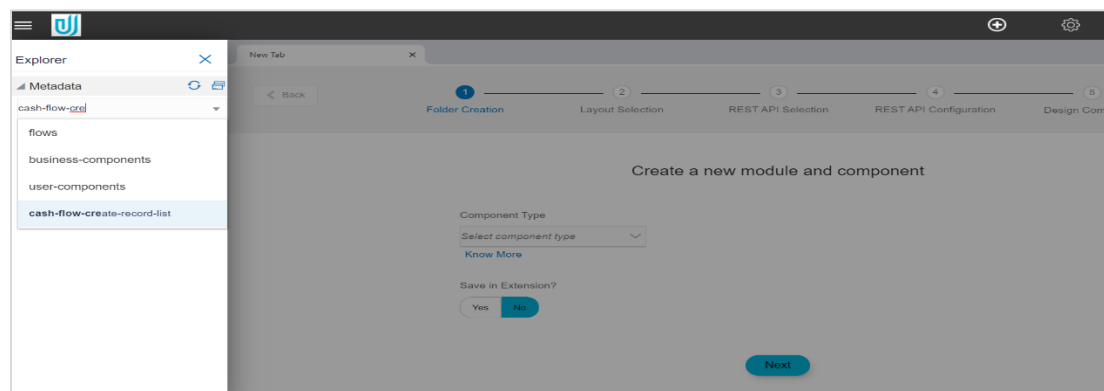 Explorer
Metadata
cash-flow-cre
flows
business-components
user-components
cash-flow-create-record-list
New Tab
Back
1
Folder Creation
2
Layout Selection
3
REST API Selection
4
REST API Configuration
5
Design Com
Create a new module and component
Component Type
Select component type
Know More
Save in Extension?
Yes No
Next